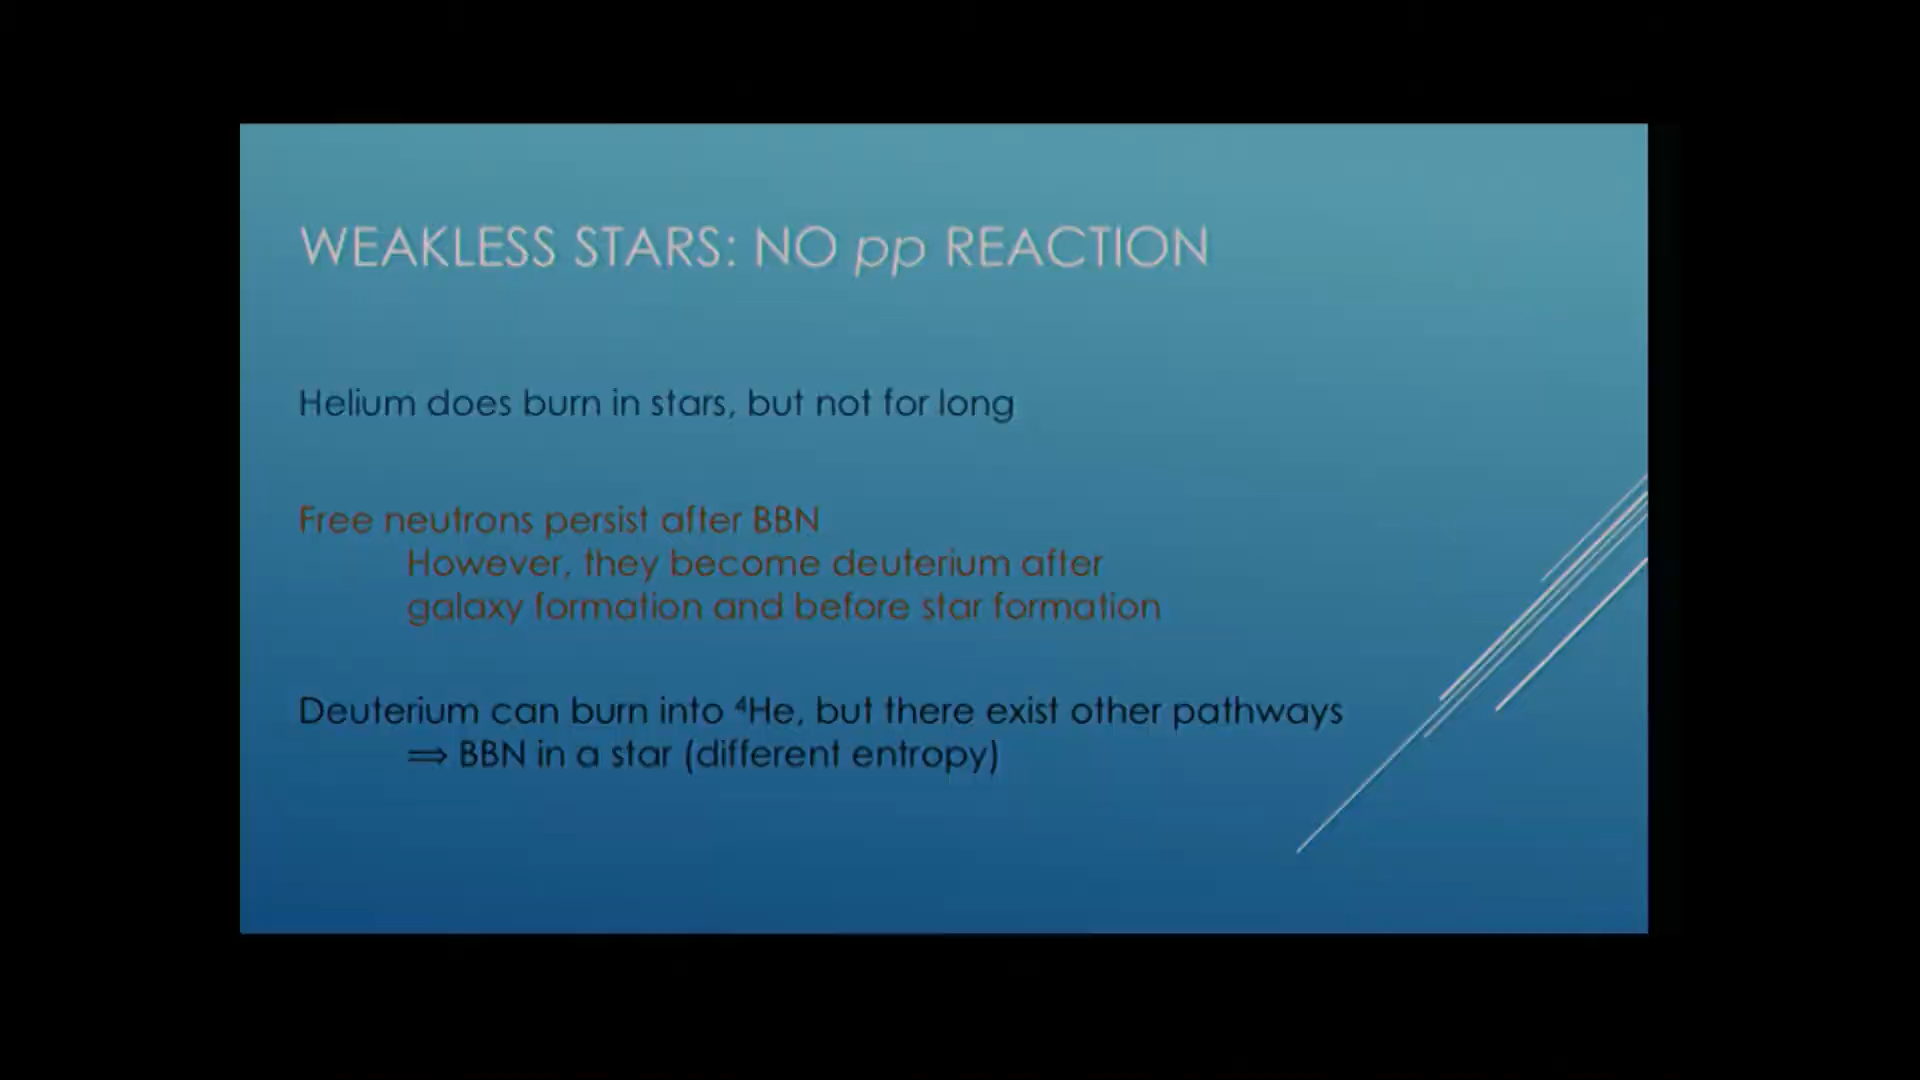 WEAKLESS STARS: NO pp REACTION
Helium does burn in stars, but not for long
Free neutrons persist after BBN
However, they become deuterium after
galaxy formation and before star formation
Deuterium can burn into ⁴He, but there exist other pathways
⟹ BBN in a star (different entropy)